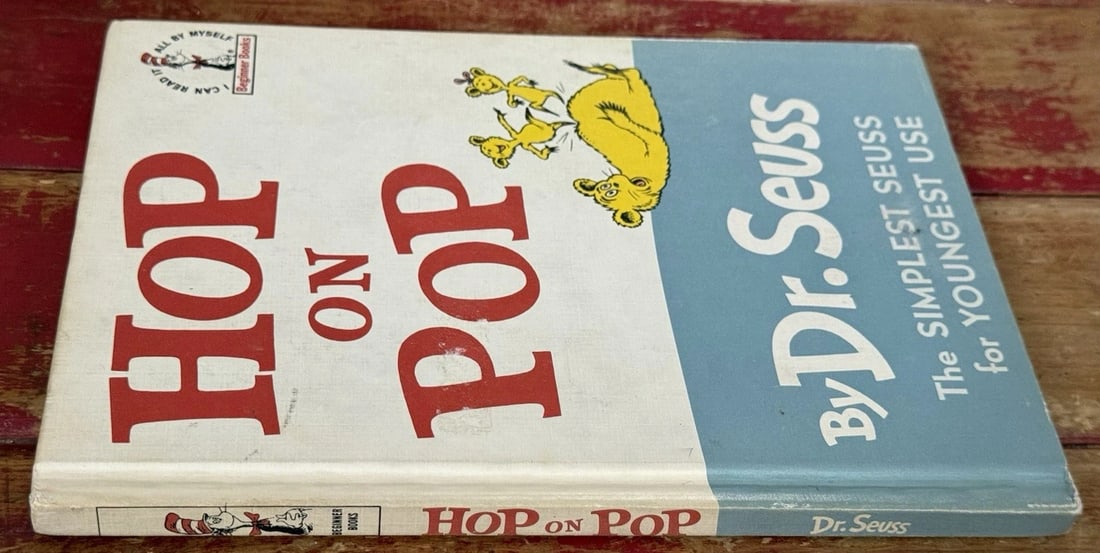 I CAN READ IT ALL BY MYSELF
Beginner Books
HOP
ON
POP
By Dr. Seuss
The SIMPLEST SEUSS
for YOUNGEST USE
BEGINNER
BOOKS
HOP ON POP
Dr. Seuss